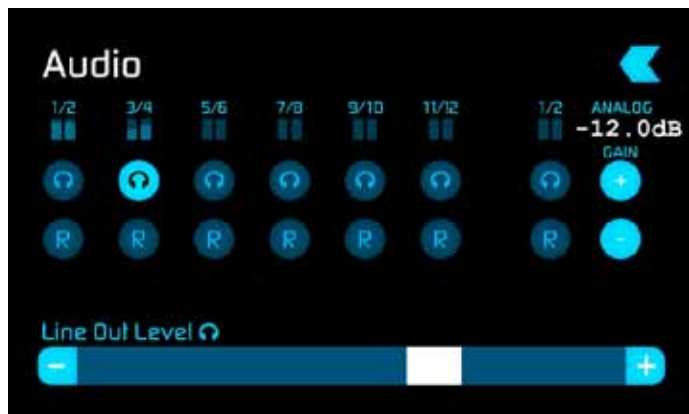 Audio
1/2 3/4 5/6 7/8 9/10 11/12 1/2 ANALOG
-12.0dB
GAIN
+
R R R R R R R -
Line Out Level
- +